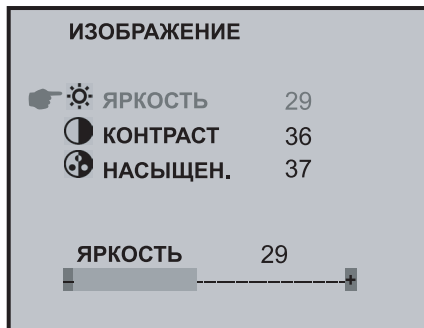 ИЗОБРАЖЕНИЕ
ЯРКОСТЬ 29
КОНТРАСТ 36
НАСЫЩЕН. 37
ЯРКОСТЬ 29
- +